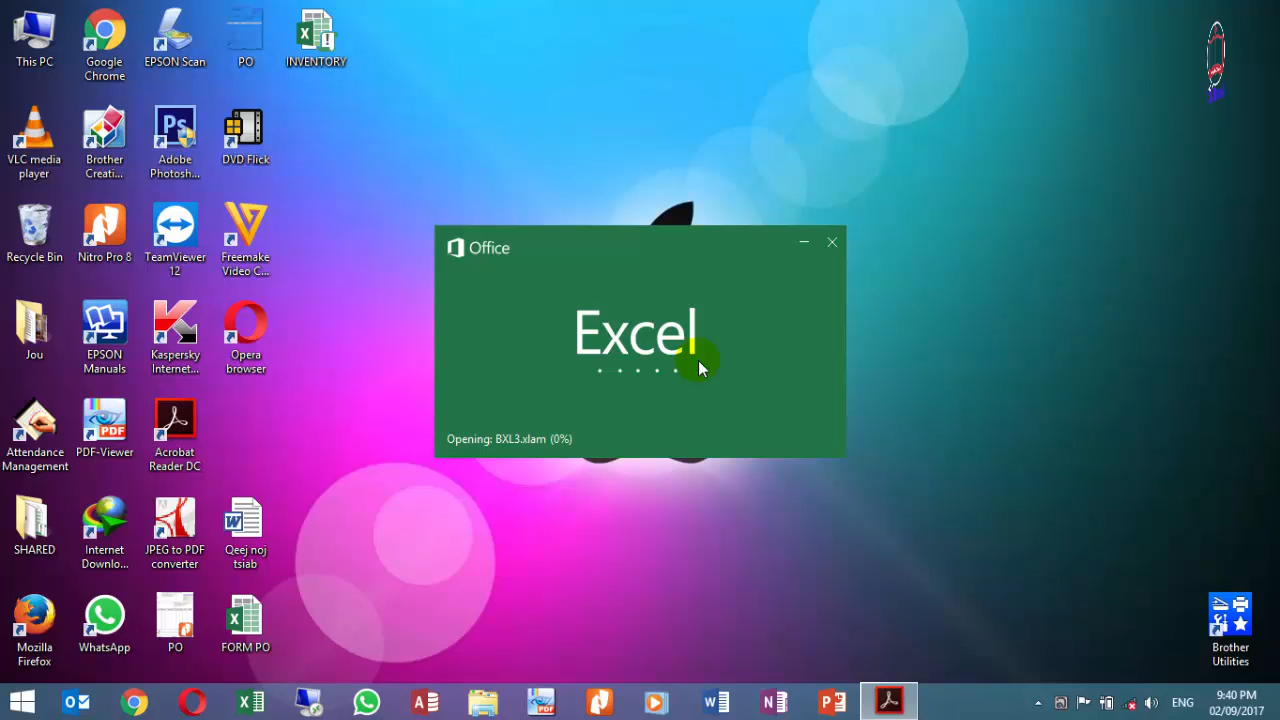 This PC
Google
Chrome
EPSON Scan
PO
INVENTORY
VLC media
player
Brother
Creati...
Ps
Adobe
Photosh...
DVD Flick
Recycle Bin
Nitro Pro 8
TeamViewer
12
Freemake
Video C...
Jou
EPSON
Manuals
Kaspersky
Internet...
Opera
browser
Attendance
Management
PDF
PDF-Viewer
Acrobat
Reader DC
SHARED
Internet
Downlo...
JPEG to PDF
converter
Qeej noj
tsiab
Mozilla
Firefox
WhatsApp
PO
FORM PO
Office
Excel
Opening: BXL3.xlam (0%)
Brother
Utilities
ENG
9:40 PM
02/09/2017